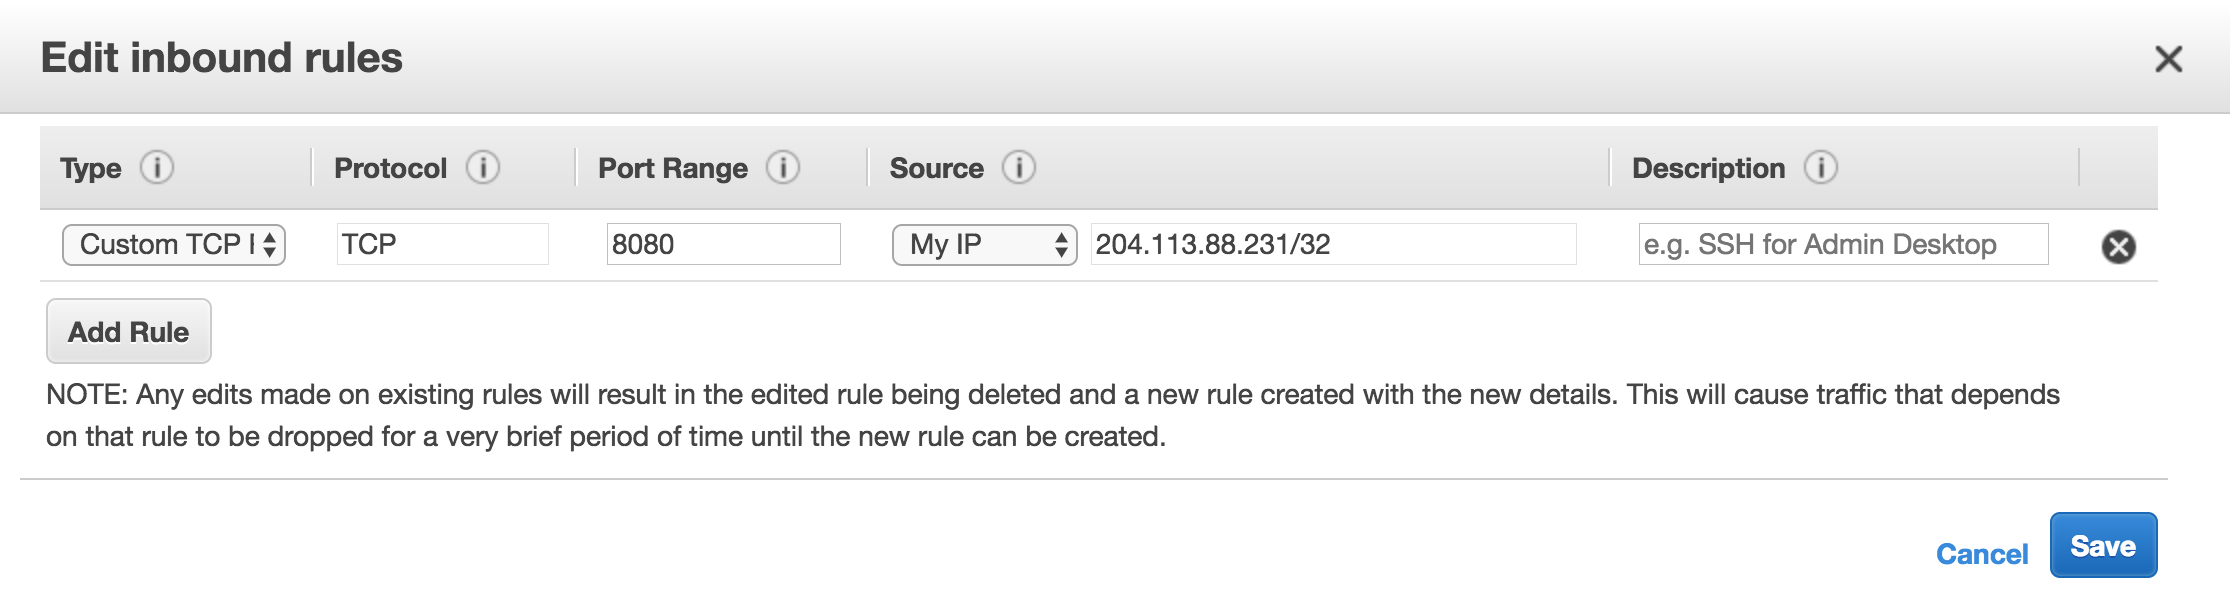 Edit inbound rules
Type Protocol Port Range Source Description
Custom TCP TCP 8080 My IP 204.113.88.231/32 e.g. SSH for Admin Desktop
Add Rule
NOTE: Any edits made on existing rules will result in the edited rule being deleted and a new rule created with the new details. This will cause traffic that depends
on that rule to be dropped for a very brief period of time until the new rule can be created.
Cancel Save